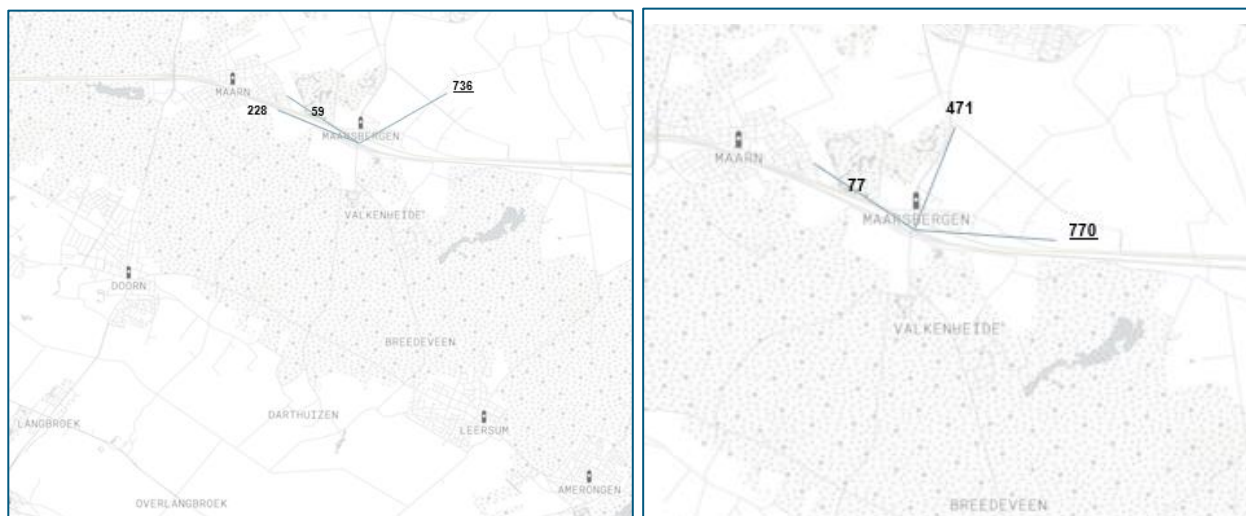 736
MAARN
228
59
MAARSBERGEN
VALKENHEIDE
DOORN
BREEDEVEEN
LANGBROEK
DARTHUIZEN
LEERSUM
AMERONGEN
OVERLANGBROEK
471
MAARN
77
MAARSBERGEN
770
VALKENHEIDE
BREEDEVEEN